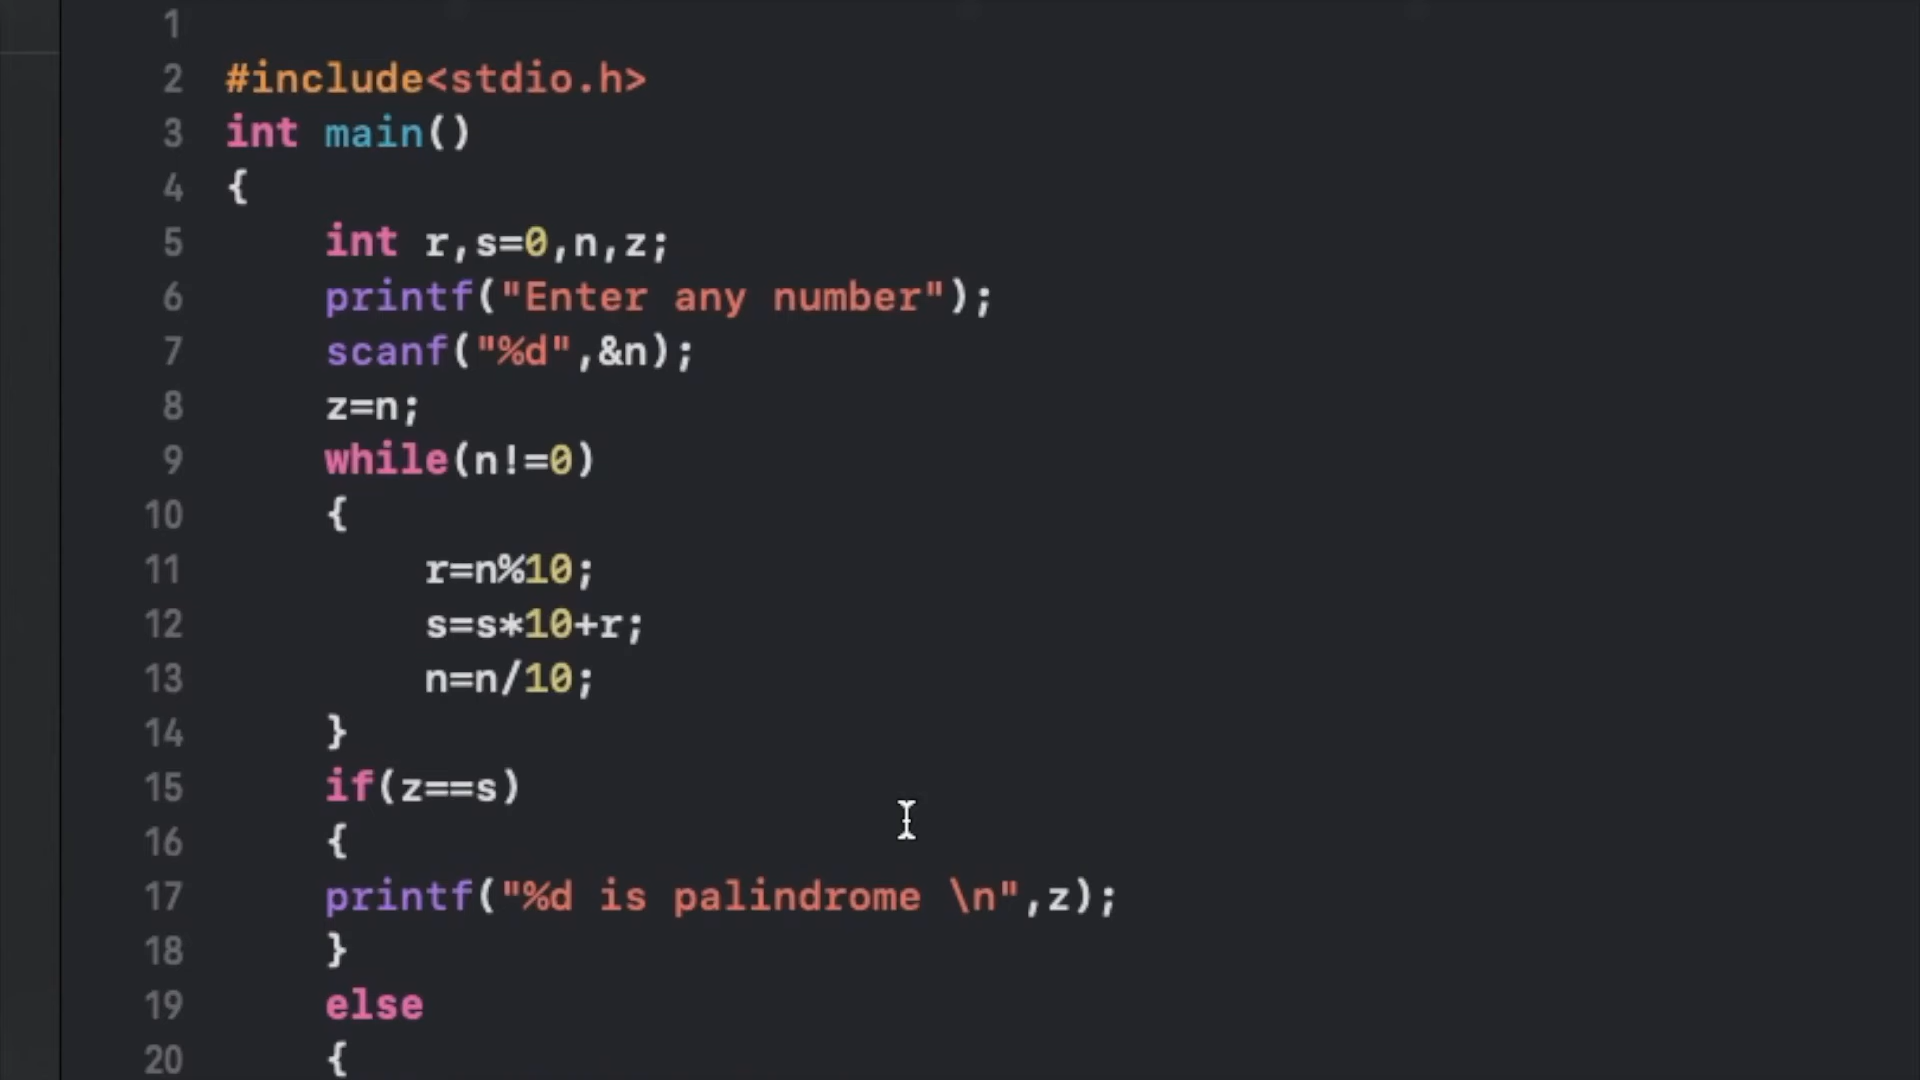 1
2 #include<stdio.h>
3 int main()
4 {
5 int r,s=0,n,z;
6 printf("Enter any number");
7 scanf("%d",&n);
8 z=n;
9 while(n!=0)
10 {
11 r=n%10;
12 s=s*10+r;
13 n=n/10;
14 }
15 if(z==s)
16 {
17 printf("%d is palindrome \n",z);
18 }
19 else
20 {